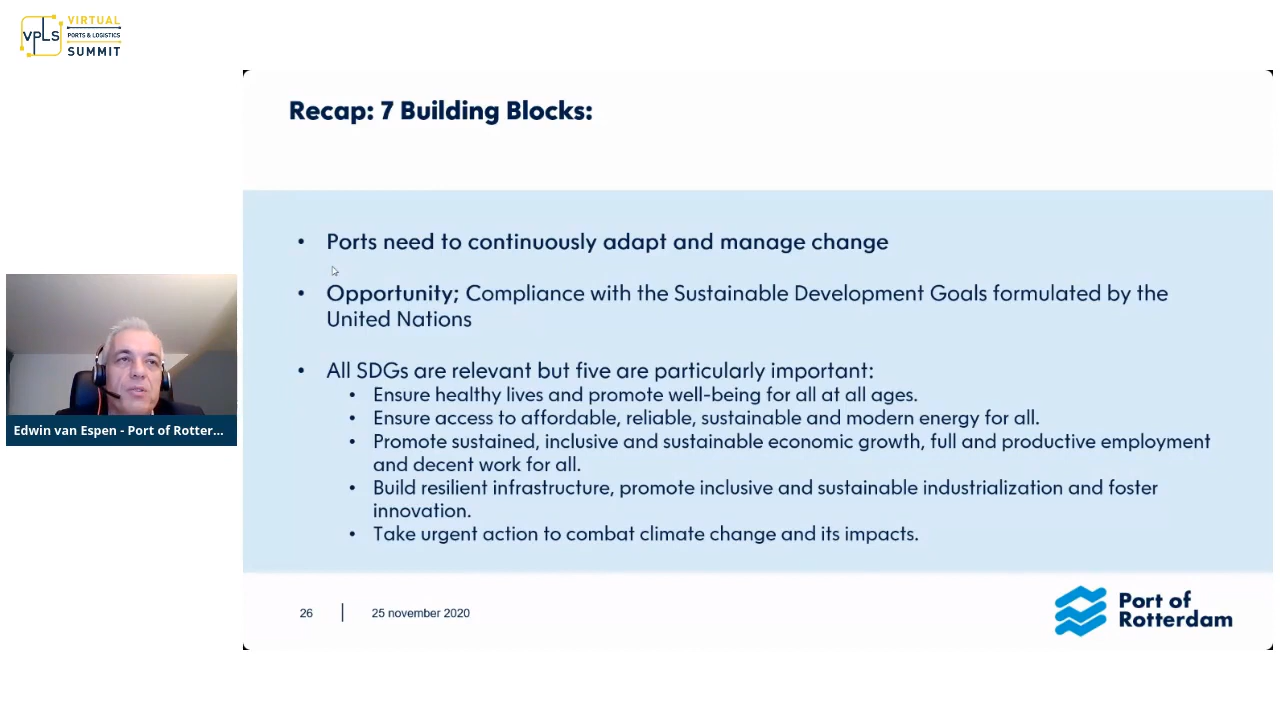 vpLs
VIRTUAL
PORTS & LOGISTICS
SUMMIT
Recap: 7 Building Blocks:
• Ports need to continuously adapt and manage change
• Opportunity; Compliance with the Sustainable Development Goals formulated by the
United Nations
• All SDGs are relevant but five are particularly important:
• Ensure healthy lives and promote well-being for all at all ages.
• Ensure access to affordable, reliable, sustainable and modern energy for all.
• Promote sustained, inclusive and sustainable economic growth, full and productive employment
and decent work for all.
• Build resilient infrastructure, promote inclusive and sustainable industrialization and foster
innovation.
• Take urgent action to combat climate change and its impacts.
Edwin van Espen - Port of Rotter...
26 | 25 november 2020
Port of
Rotterdam